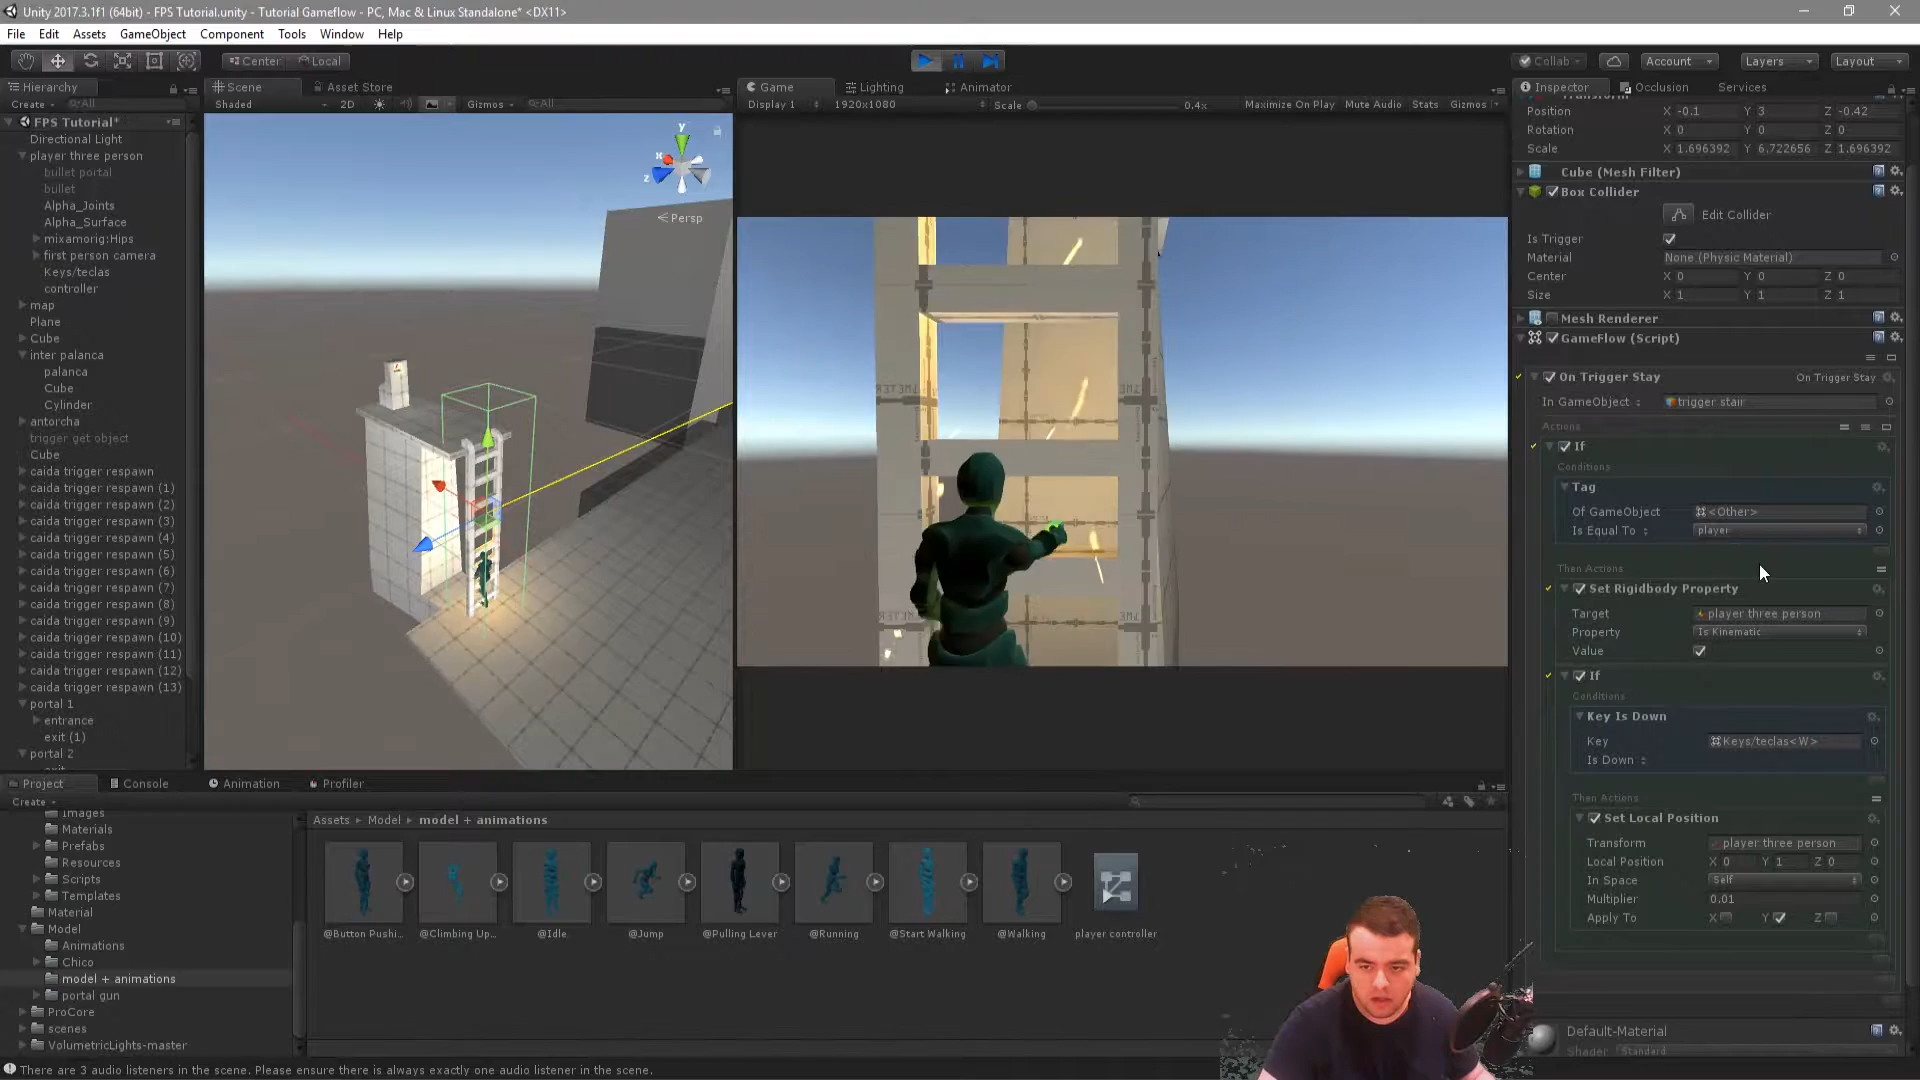 Unity 2017.3.1f1 (64bit) - FPS Tutorial.unity - Tutorial Gameflow - PC, Mac & Linux Standalone* <DX11>
File Edit Assets GameObject Component Tools Window Help
Center Local
Collab Account Layers Layout
Hierarchy
Create All
FPS Tutorial*
Directional Light
player three person
bullet portal
bullet
Alpha_Joints
Alpha_Surface
mixamorig:Hips
first person camera
Keys/teclas
controller
map
Plane
Cube
inter palanca
palanca
Cube
Cylinder
antorcha
trigger get object
Cube
caida trigger respawn
caida trigger respawn (1)
caida trigger respawn (2)
caida trigger respawn (3)
caida trigger respawn (4)
caida trigger respawn (5)
caida trigger respawn (6)
caida trigger respawn (7)
caida trigger respawn (8)
caida trigger respawn (9)
caida trigger respawn (10)
caida trigger respawn (11)
caida trigger respawn (12)
caida trigger respawn (13)
portal 1
entrance
exit (1)
portal 2
Scene Asset Store
Shaded 2D Gizmos All
y
x
z
Persp
Game Lighting Animator
Display 1 1920x1080 Scale 0.4x Maximize On Play Mute Audio Stats Gizmos
Inspector Occlusion Services
Position X -0.1 Y 3 Z -0.42
Rotation X 0 Y 0 Z 0
Scale X 1.696392 Y 6.722656 Z 1.696392
Cube (Mesh Filter)
Box Collider
Edit Collider
Is Trigger
Material None (Physic Material)
Center X 0 Y 0 Z 0
Size X 1 Y 1 Z 1
Mesh Renderer
GameFlow (Script)
On Trigger Stay On Trigger Stay
In GameObject trigger stair
Actions
If
Conditions
Tag
Of GameObject <Other>
Is Equal To player
Then Actions
Set Rigidbody Property
Target player three person
Property Is Kinematic
Value
If
Conditions
Key Is Down
Key Keys/teclas<W>
Is Down
Then Actions
Set Local Position
Transform player three person
Local Position X 0 Y 1 Z 0
In Space Self
Multiplier 0.01
Apply To X Y Z
Default-Material
Shader Standard
Project Console Animation Profiler
Create
Images
Materials
Prefabs
Resources
Scripts
Templates
Material
Model
Animations
Chico
model + animations
portal gun
ProCore
scenes
VolumetricLights-master
Assets Model model + animations
@Button Pushi... @Climbing Up... @Idle @Jump @Pulling Lever @Running @Start Walking @Walking player controller
There are 3 audio listeners in the scene. Please ensure there is always exactly one audio listener in the scene.